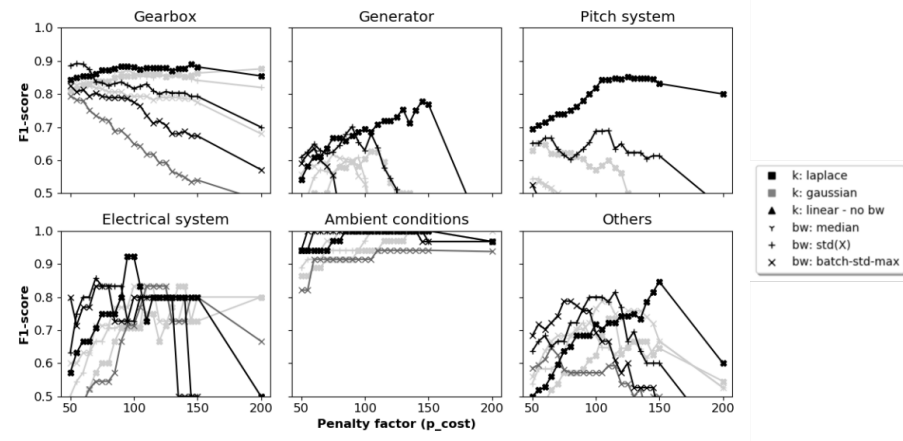 Gearbox
Generator
Pitch system
1.0
0.9
0.8
0.7
0.6
0.5
F1-score
k: laplace
k: gaussian
k: linear - no bw
bw: median
bw: std(X)
bw: batch-std-max
Electrical system
Ambient conditions
Others
1.0
0.9
0.8
0.7
0.6
0.5
F1-score
50 100 150 200
50 100 150 200
50 100 150 200
Penalty factor (p_cost)